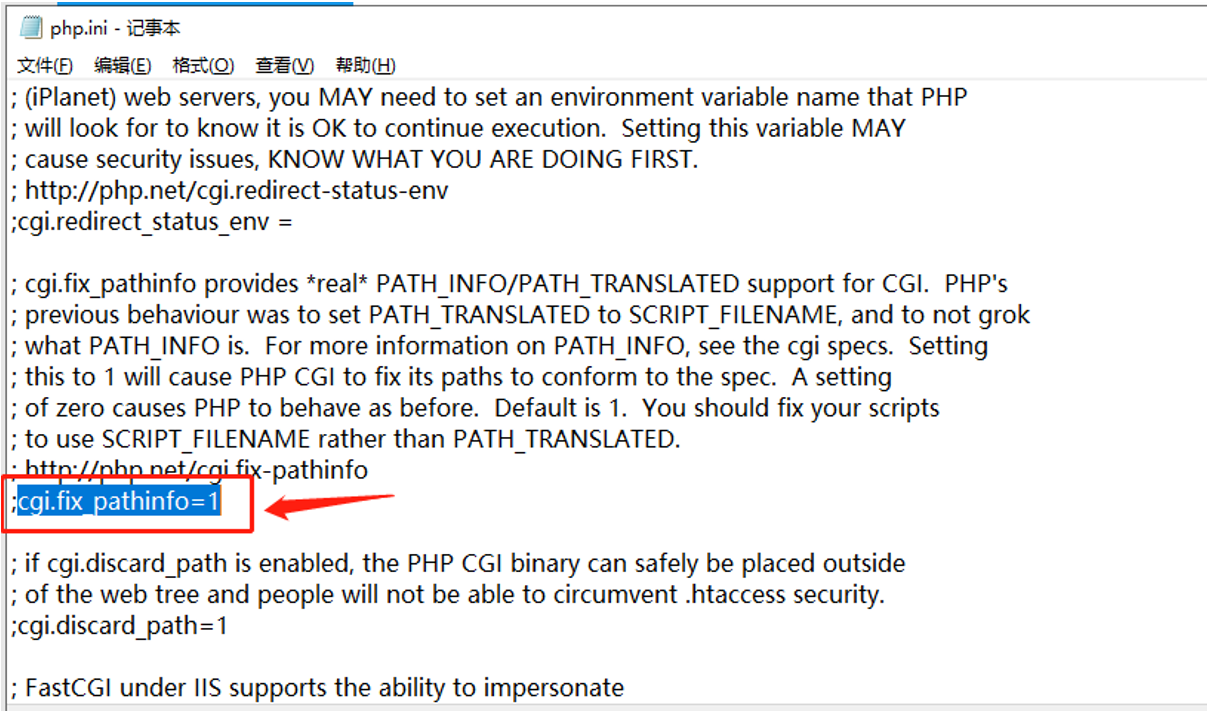 php.ini - 记事本
文件(F) 编辑(E) 格式(O) 查看(V) 帮助(H)
; (iPlanet) web servers, you MAY need to set an environment variable name that PHP
; will look for to know it is OK to continue execution.  Setting this variable MAY
; cause security issues, KNOW WHAT YOU ARE DOING FIRST.
; http://php.net/cgi.redirect-status-env
;cgi.redirect_status_env =
; cgi.fix_pathinfo provides *real* PATH_INFO/PATH_TRANSLATED support for CGI.  PHP's
; previous behaviour was to set PATH_TRANSLATED to SCRIPT_FILENAME, and to not grok
; what PATH_INFO is.  For more information on PATH_INFO, see the cgi specs.  Setting
; this to 1 will cause PHP CGI to fix its paths to conform to the spec.  A setting
; of zero causes PHP to behave as before.  Default is 1.  You should fix your scripts
; to use SCRIPT_FILENAME rather than PATH_TRANSLATED.
; http://php.net/cgi.fix-pathinfo
;cgi.fix_pathinfo=1
; if cgi.discard_path is enabled, the PHP CGI binary can safely be placed outside
; of the web tree and people will not be able to circumvent .htaccess security.
;cgi.discard_path=1
; FastCGI under IIS supports the ability to impersonate